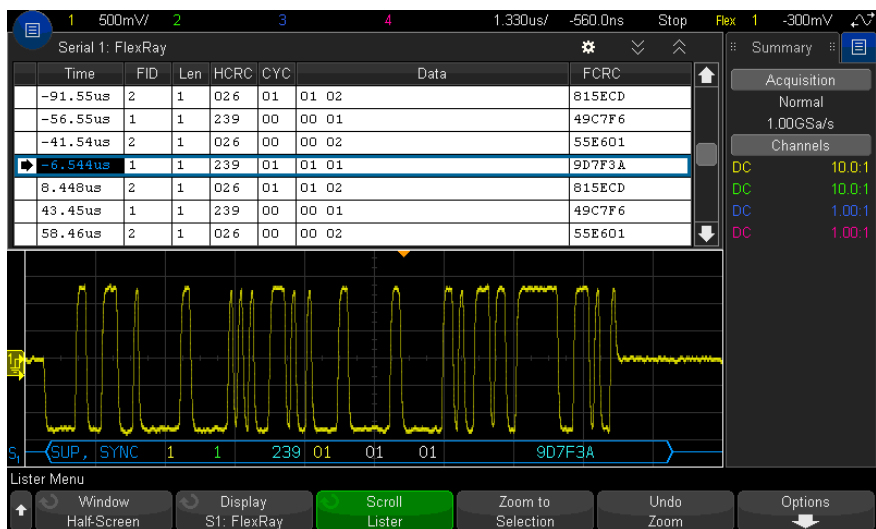 1 500mV/ 2 3 4 1.330us/ -560.0ns Stop Flex 1 -300mV
Serial 1: FlexRay
Summary
Time FID Len HCRC CYC Data FCRC
-91.55us 2 1 026 01 01 02 815ECD
-56.55us 1 1 239 00 00 01 49C7F6
-41.54us 2 1 026 00 00 02 55E601
-6.544us 1 1 239 01 01 01 9D7F3A
8.448us 2 1 026 01 01 02 815ECD
43.45us 1 1 239 00 00 01 49C7F6
58.46us 2 1 026 00 00 02 55E601
Acquisition
Normal
1.00GSa/s
Channels
DC 10.0:1
DC 10.0:1
DC 1.00:1
DC 1.00:1
1
S1 SUP, SYNC 1 1 239 01 01 01 9D7F3A
Lister Menu
Window
Half-Screen
Display
S1: FlexRay
Scroll
Lister
Zoom to
Selection
Undo
Zoom
Options